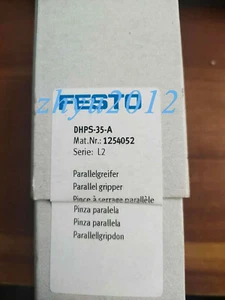 zhya2012
FESTO
DHPS-35-A
Mat.Nr.: 1254052
Serie: L2
Parallelgreifer
Parallel gripper
Pince à serrage parallèle
Pinza paralela
Pinza parallela
Parallellgripdon